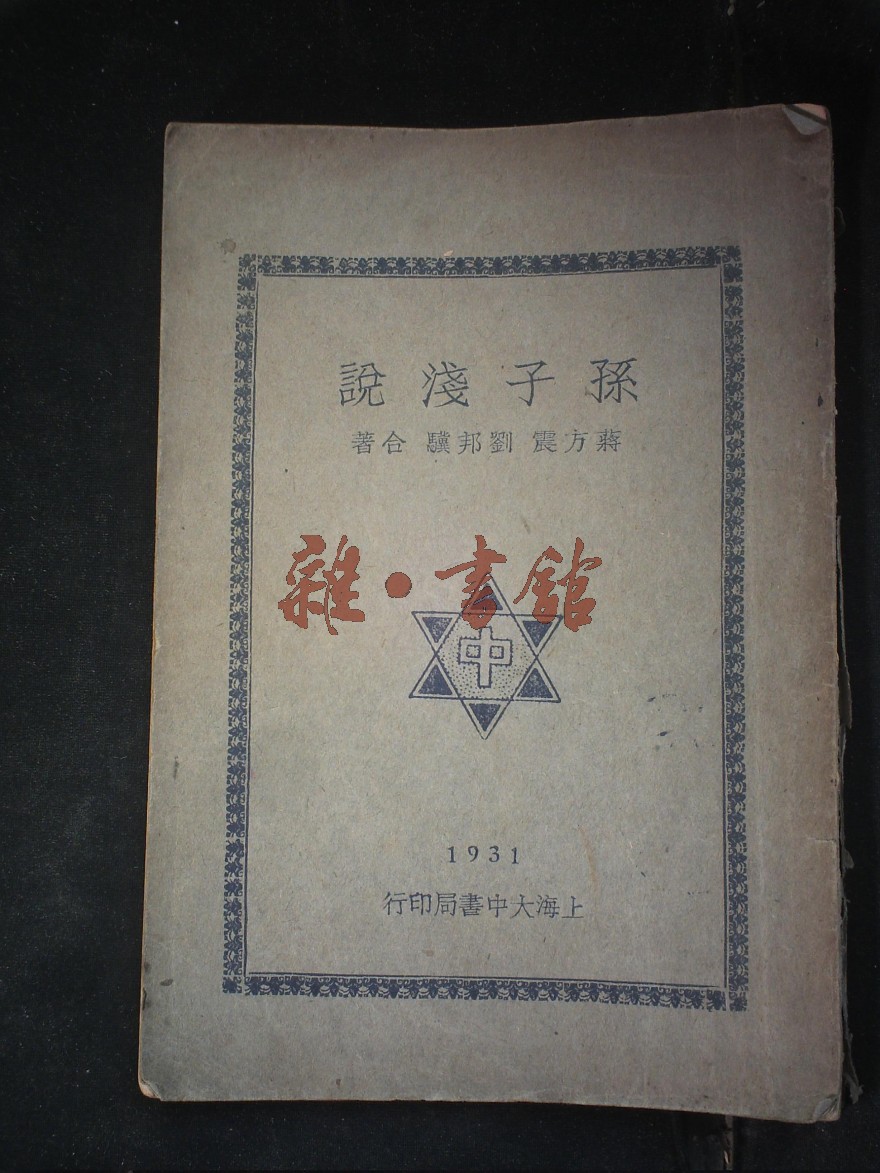 孫子淺說
蔣方震 劉邦驥 合著
雜·書館
中
1931
上海大中書局印行